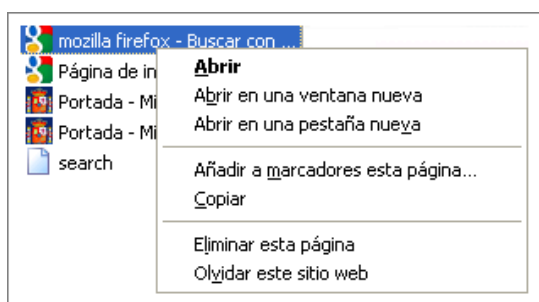 mozilla firefox - Buscar con ...
Página de in
Portada - Mi
Portada - Mi
search
Abrir
Abrir en una ventana nueva
Abrir en una pestaña nueva
Añadir a marcadores esta página...
Copiar
Eliminar esta página
Olvidar este sitio web